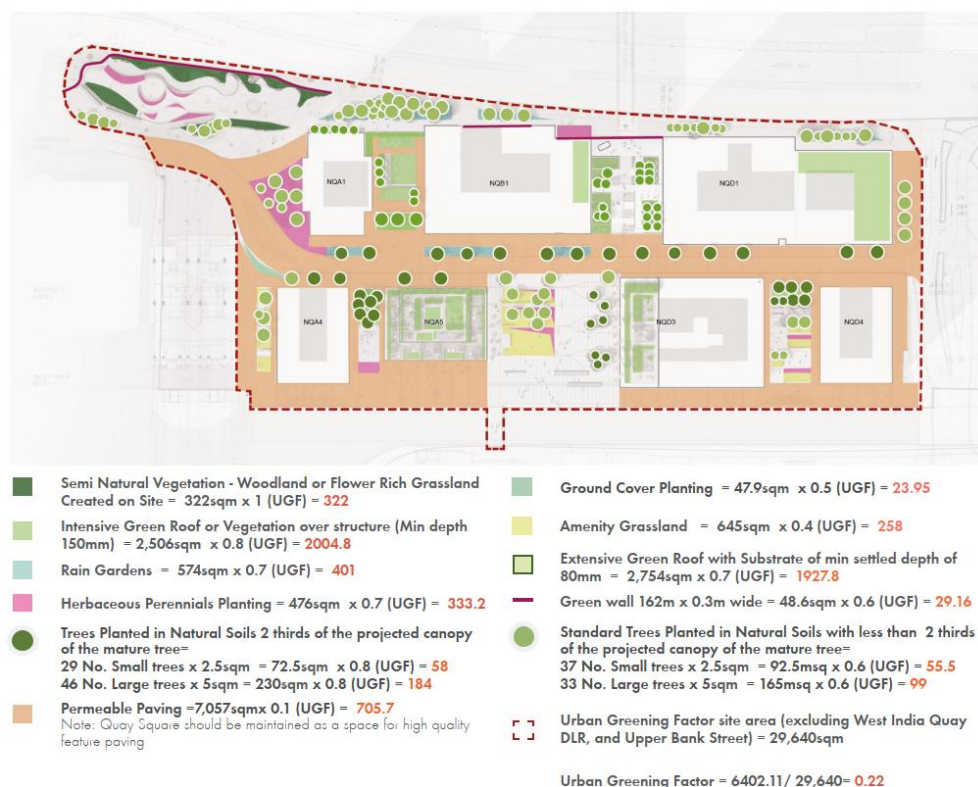 NQA1
NQB1
NQD1
NQA4
NQA5
NQD3
NQD4
Semi Natural Vegetation - Woodland or Flower Rich Grassland
Created on Site = 322sqm x 1 (UGF) = 322
Intensive Green Roof or Vegetation over structure (Min depth
150mm) = 2,506sqm x 0.8 (UGF) = 2004.8
Rain Gardens = 574sqm x 0.7 (UGF) = 401
Herbaceous Perennials Planting = 476sqm x 0.7 (UGF) = 333.2
Trees Planted in Natural Soils 2 thirds of the projected canopy
of the mature tree=
29 No. Small trees x 2.5sqm = 72.5sqm x 0.8 (UGF) = 58
46 No. Large trees x 5sqm = 230sqm x 0.8 (UGF) = 184
Permeable Paving =7,057sqmx 0.1 (UGF) = 705.7
Note: Quay Square should be maintained as a space for high quality
feature paving
Ground Cover Planting = 47.9sqm x 0.5 (UGF) = 23.95
Amenity Grassland = 645sqm x 0.4 (UGF) = 258
Extensive Green Roof with Substrate of min settled depth of
80mm = 2,754sqm x 0.7 (UGF) = 1927.8
Green wall 162m x 0.3m wide = 48.6sqm x 0.6 (UGF) = 29.16
Standard Trees Planted in Natural Soils with less than 2 thirds
of the projected canopy of the mature tree=
37 No. Small trees x 2.5sqm = 92.5msq x 0.6 (UGF) = 55.5
33 No. Large trees x 5sqm = 165msq x 0.6 (UGF) = 99
Urban Greening Factor site area (excluding West India Quay
DLR, and Upper Bank Street) = 29,640sqm
Urban Greening Factor = 6402.11/ 29,640= 0.22